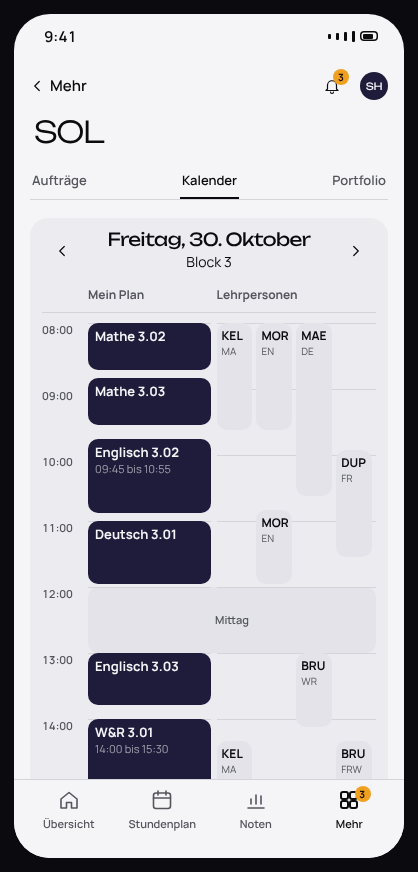 9:41
Mehr
3
SH
SOL
Aufträge Kalender Portfolio
Freitag, 30. Oktober
Block 3
Mein Plan Lehrpersonen
08:00
Mathe 3.02
KEL
MA
MOR
EN
MAE
DE
09:00
Mathe 3.03
10:00
Englisch 3.02
09:45 bis 10:55
DUP
FR
11:00
Deutsch 3.01
MOR
EN
12:00
Mittag
13:00
Englisch 3.03
BRU
WR
14:00
W&R 3.01
14:00 bis 15:30
KEL
MA
BRU
FRW
3
Übersicht Stundenplan Noten Mehr